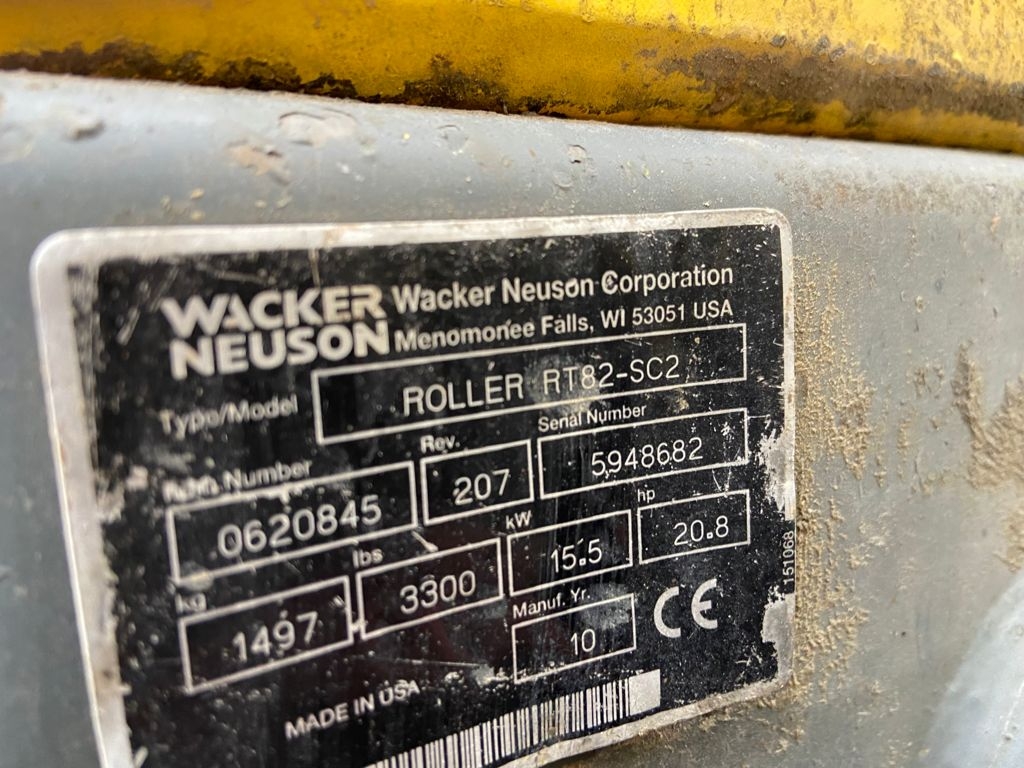 WACKER
NEUSON
Wacker Neuson Corporation
Menomonee Falls, WI 53051 USA
Type/Model
ROLLER RT82-SC2
Number
Rev.
Serial Number
0620845
207
5948682
kg
lbs
kW
hp
1497
3300
15.5
20.8
Manuf. Yr.
10
CE
MADE IN USA
151068